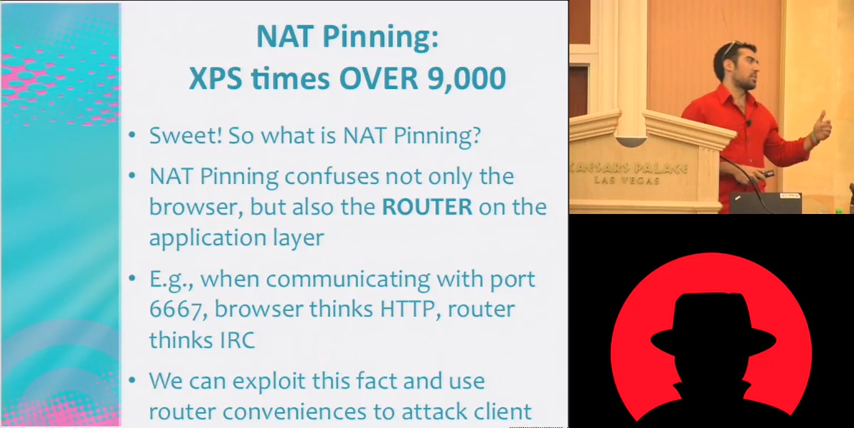 NAT Pinning:
XPS times OVER 9,000
• Sweet! So what is NAT Pinning?
• NAT Pinning confuses not only the
browser, but also the ROUTER on the
application layer
• E.g., when communicating with port
6667, browser thinks HTTP, router
thinks IRC
• We can exploit this fact and use
router conveniences to attack client
CAESARS PALACE
LAS VEGAS